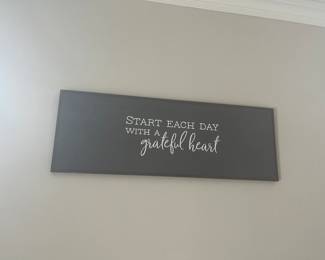 START EACH DAY
WITH A
grateful heart